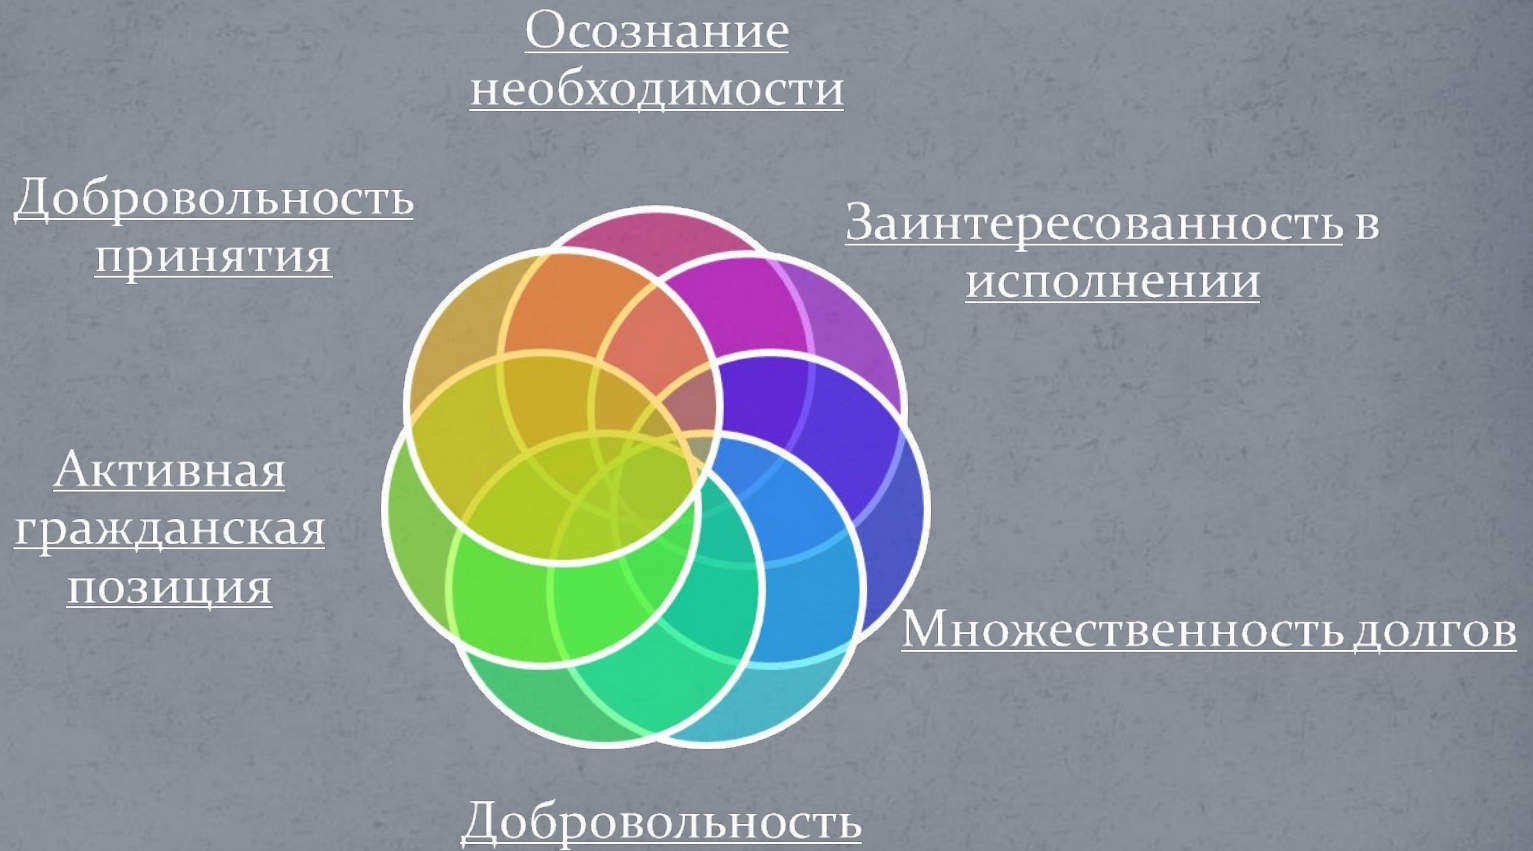 Осознание
необходимости
Добровольность
принятия
Заинтересованность в
исполнении
Активная
гражданская
позиция
Множественность долгов
Добровольность